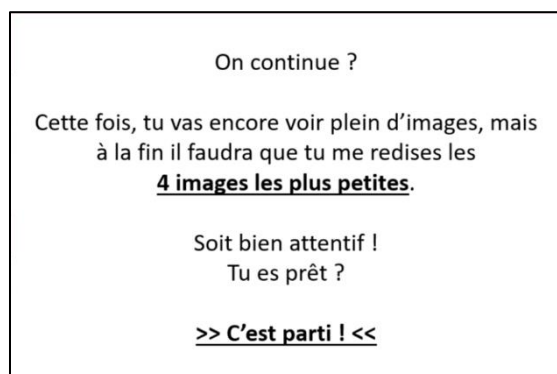 On continue ?
Cette fois, tu vas encore voir plein d’images, mais
à la fin il faudra que tu me redises les
4 images les plus petites.
Soit bien attentif !
Tu es prêt ?
>> C’est parti ! <<